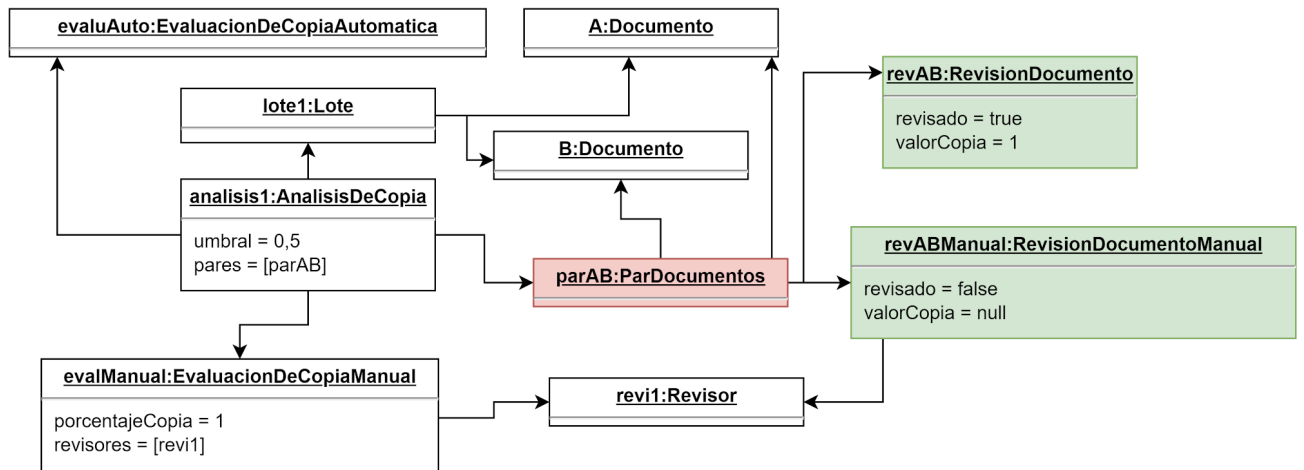 evaluAuto:EvaluacionDeCopiaAutomatica
A:Documento
revAB:RevisionDocumento
revisado = true
valorCopia = 1
lote1:Lote
B:Documento
analisis1:AnalisisDeCopia
umbral = 0,5
pares = [parAB]
parAB:ParDocumentos
revABManual:RevisionDocumentoManual
revisado = false
valorCopia = null
evalManual:EvaluacionDeCopiaManual
porcentajeCopia = 1
revisores = [revi1]
revi1:Revisor